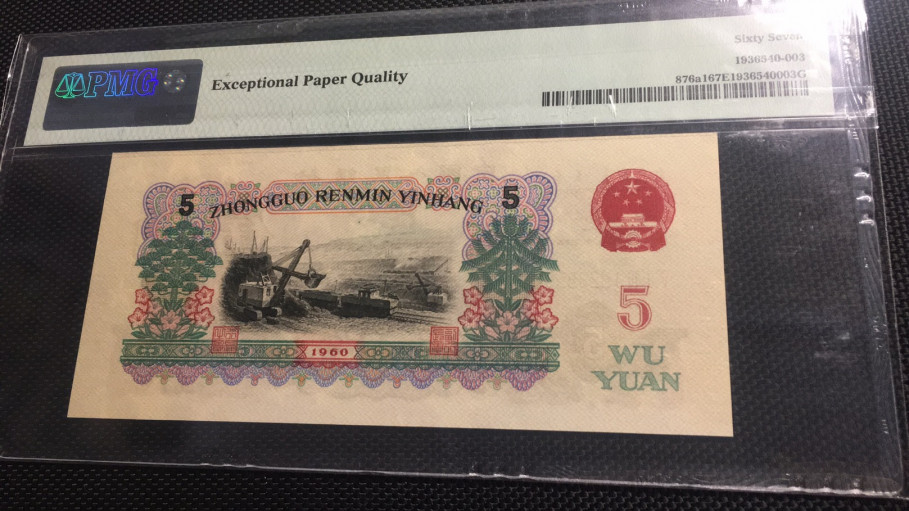 PMG
Exceptional Paper Quality
Sixty Seven
1936540-003
876a167E1936540003G
5 ZHONGGUO RENMIN YINHANG 5
5
1960
WU
YUAN